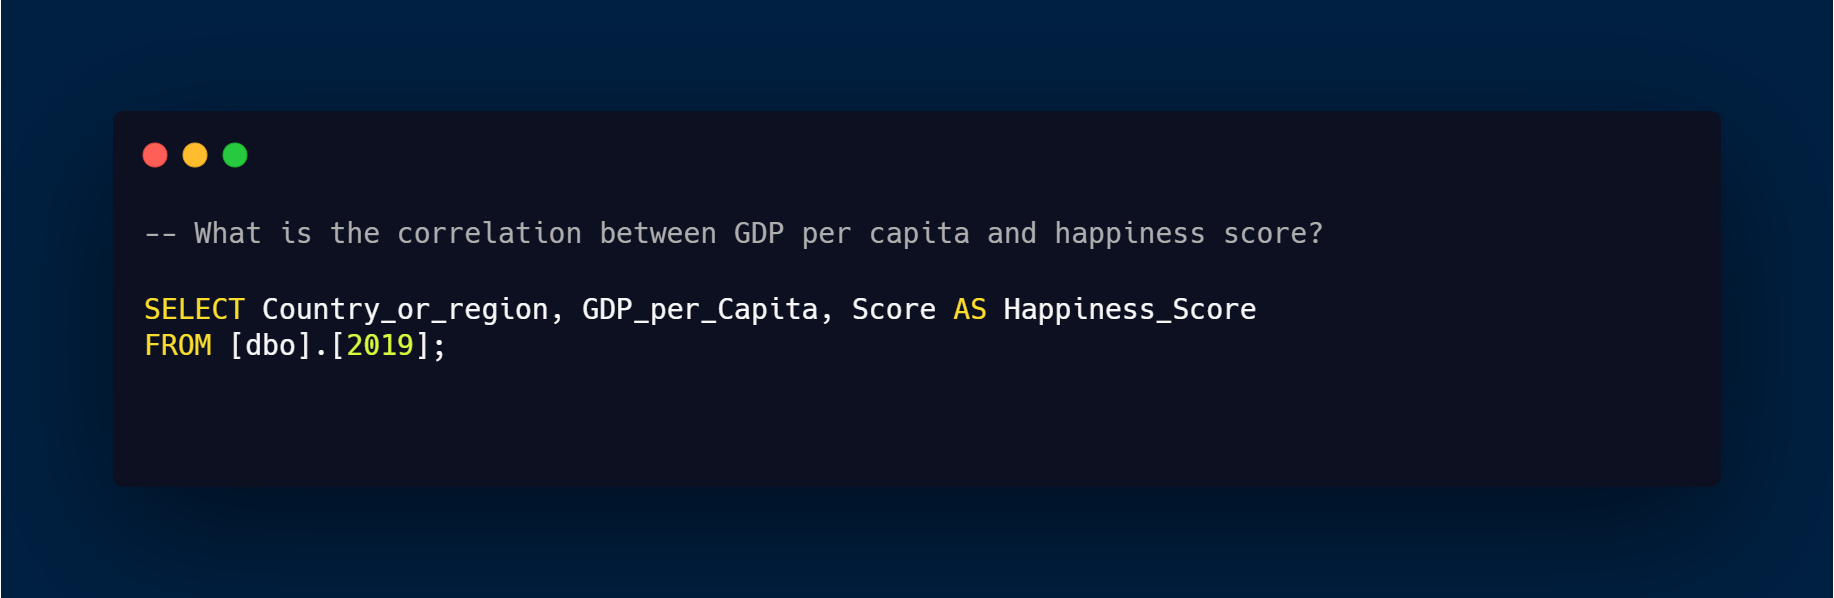 -- What is the correlation between GDP per capita and happiness score?
SELECT Country_or_region, GDP_per_Capita, Score AS Happiness_Score
FROM [dbo].[2019];